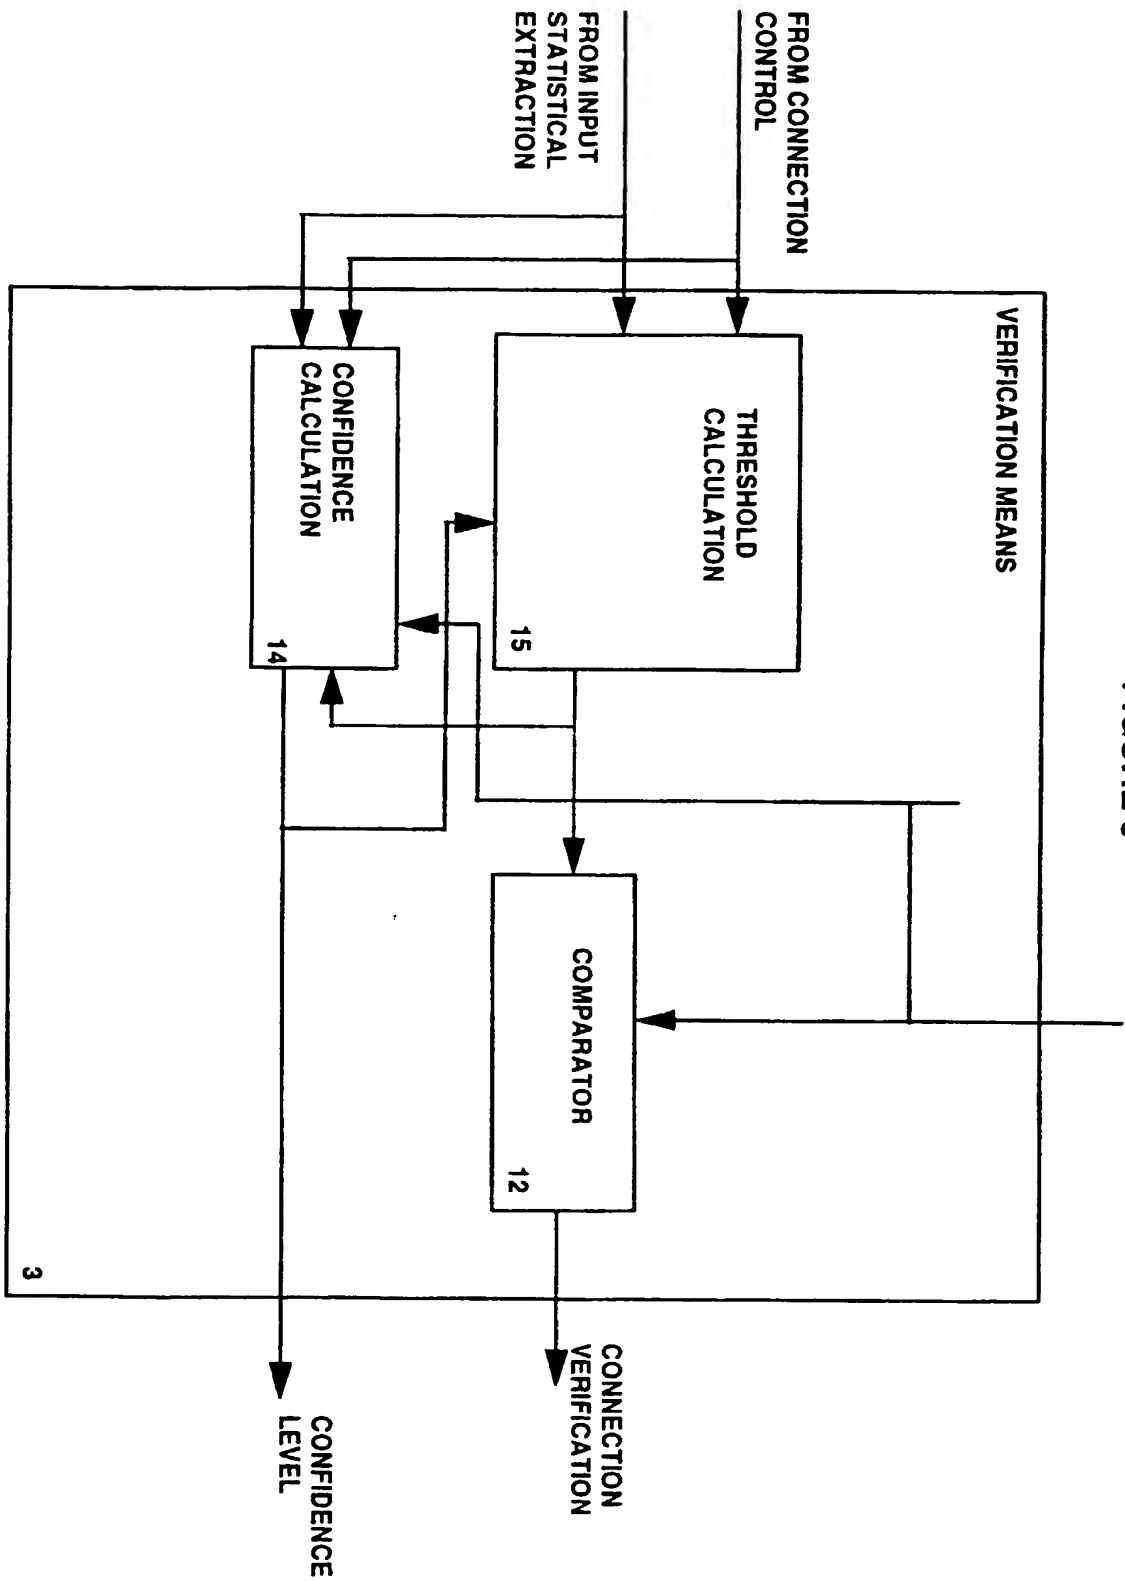 FROM CONNECTION
CONTROL
FROM INPUT
STATISTICAL
EXTRACTION
VERIFICATION MEANS
THRESHOLD
CALCULATION
15
CONFIDENCE
CALCULATION
14
COMPARATOR
12
3
CONNECTION
VERIFICATION
CONFIDENCE
LEVEL